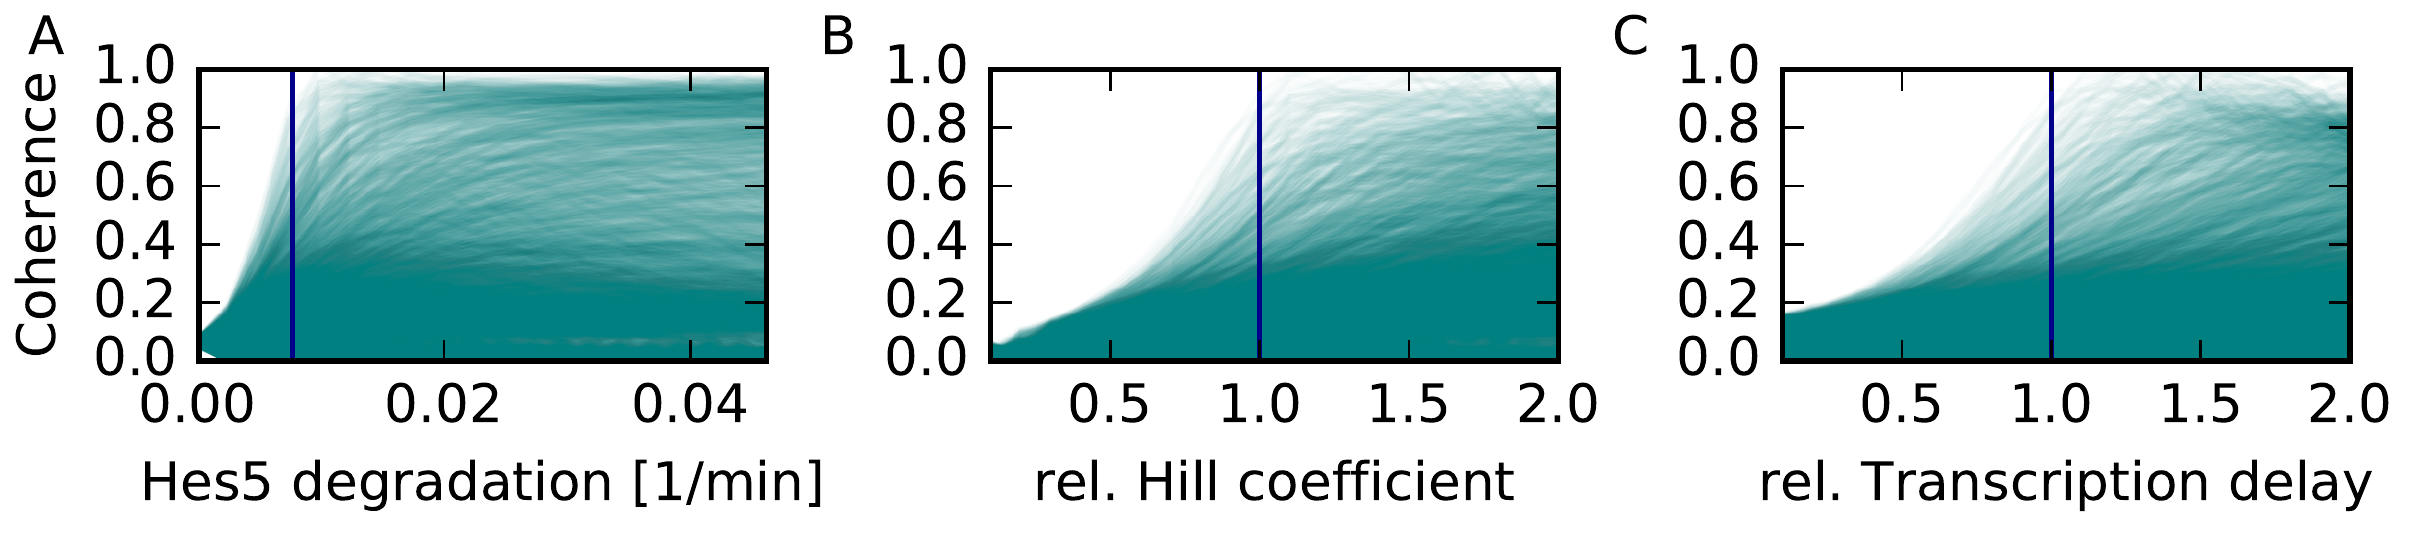 A
Coherence
1.0
0.8
0.6
0.4
0.2
0.0
0.00 0.02 0.04
Hes5 degradation [1/min]
B
1.0
0.8
0.6
0.4
0.2
0.0
0.5 1.0 1.5 2.0
rel. Hill coefficient
C
1.0
0.8
0.6
0.4
0.2
0.0
0.5 1.0 1.5 2.0
rel. Transcription delay